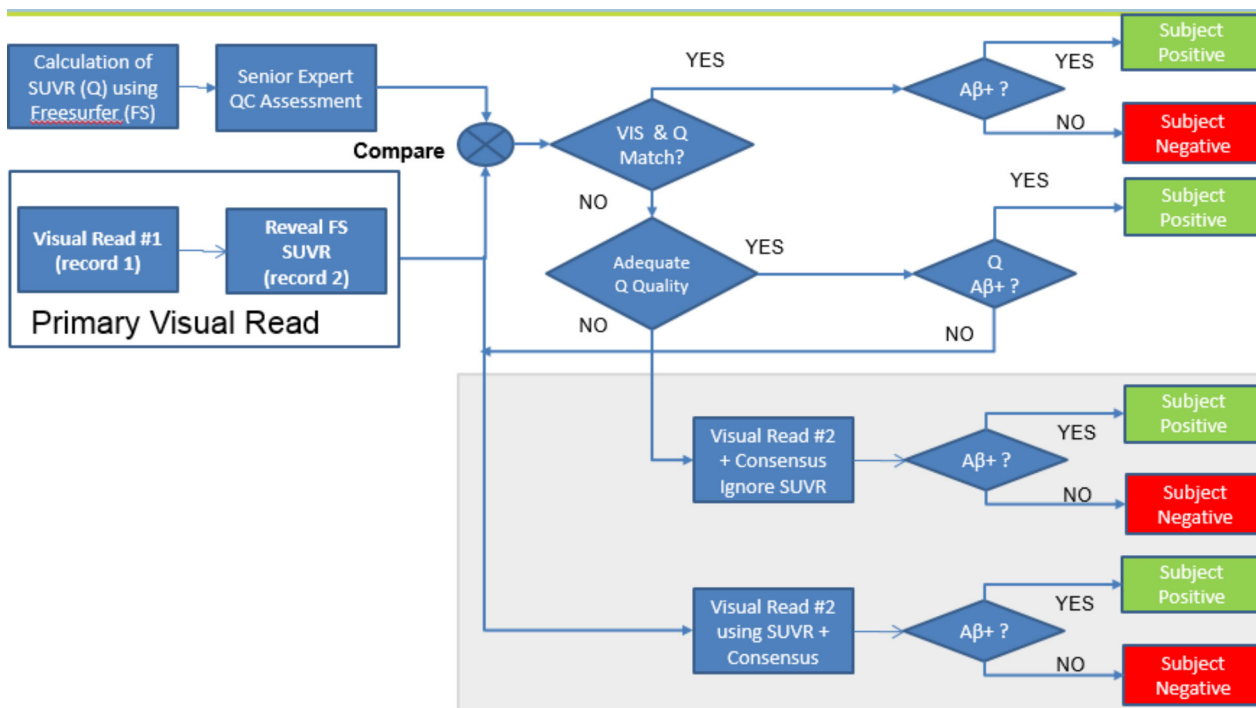 Calculation of
SUVR (Q) using
Freesurfer (FS)
Senior Expert
QC Assessment
Compare
VIS & Q
Match?
YES
NO
Aβ+ ?
YES
NO
Subject
Positive
Subject
Negative
Visual Read #1
(record 1)
Reveal FS
SUVR
(record 2)
Primary Visual Read
Adequate
Q Quality
YES
NO
Q
Aβ+ ?
YES
NO
Subject
Positive
Visual Read #2
+ Consensus
Ignore SUVR
Aβ+ ?
YES
NO
Subject
Positive
Subject
Negative
Visual Read #2
using SUVR +
Consensus
Aβ+ ?
YES
NO
Subject
Positive
Subject
Negative